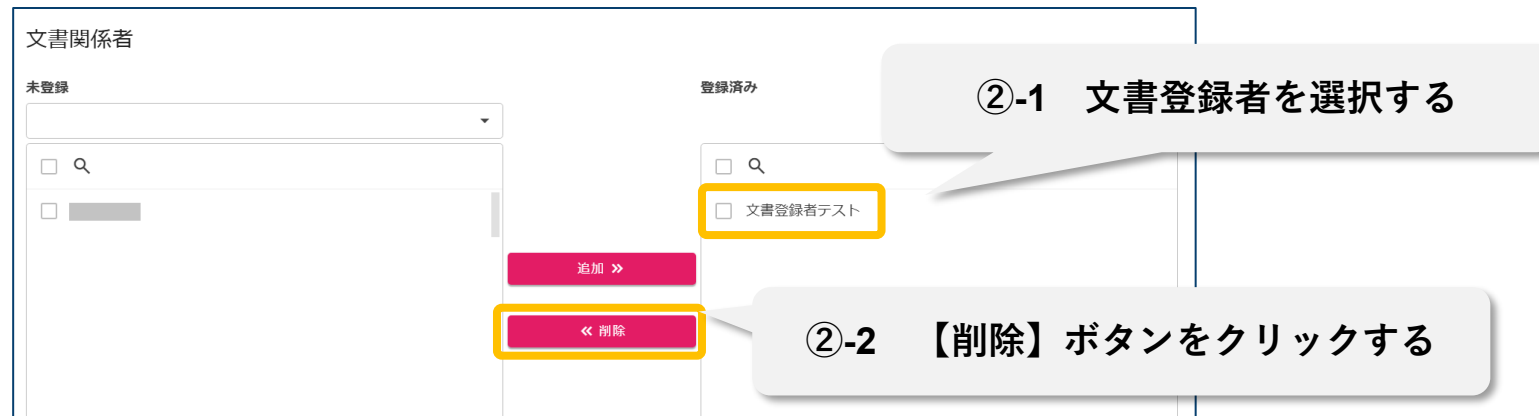 文書関係者
未登録
登録済み
②-1　文書登録者を選択する
文書登録者テスト
追加 »
« 削除
②-2　【削除】ボタンをクリックする